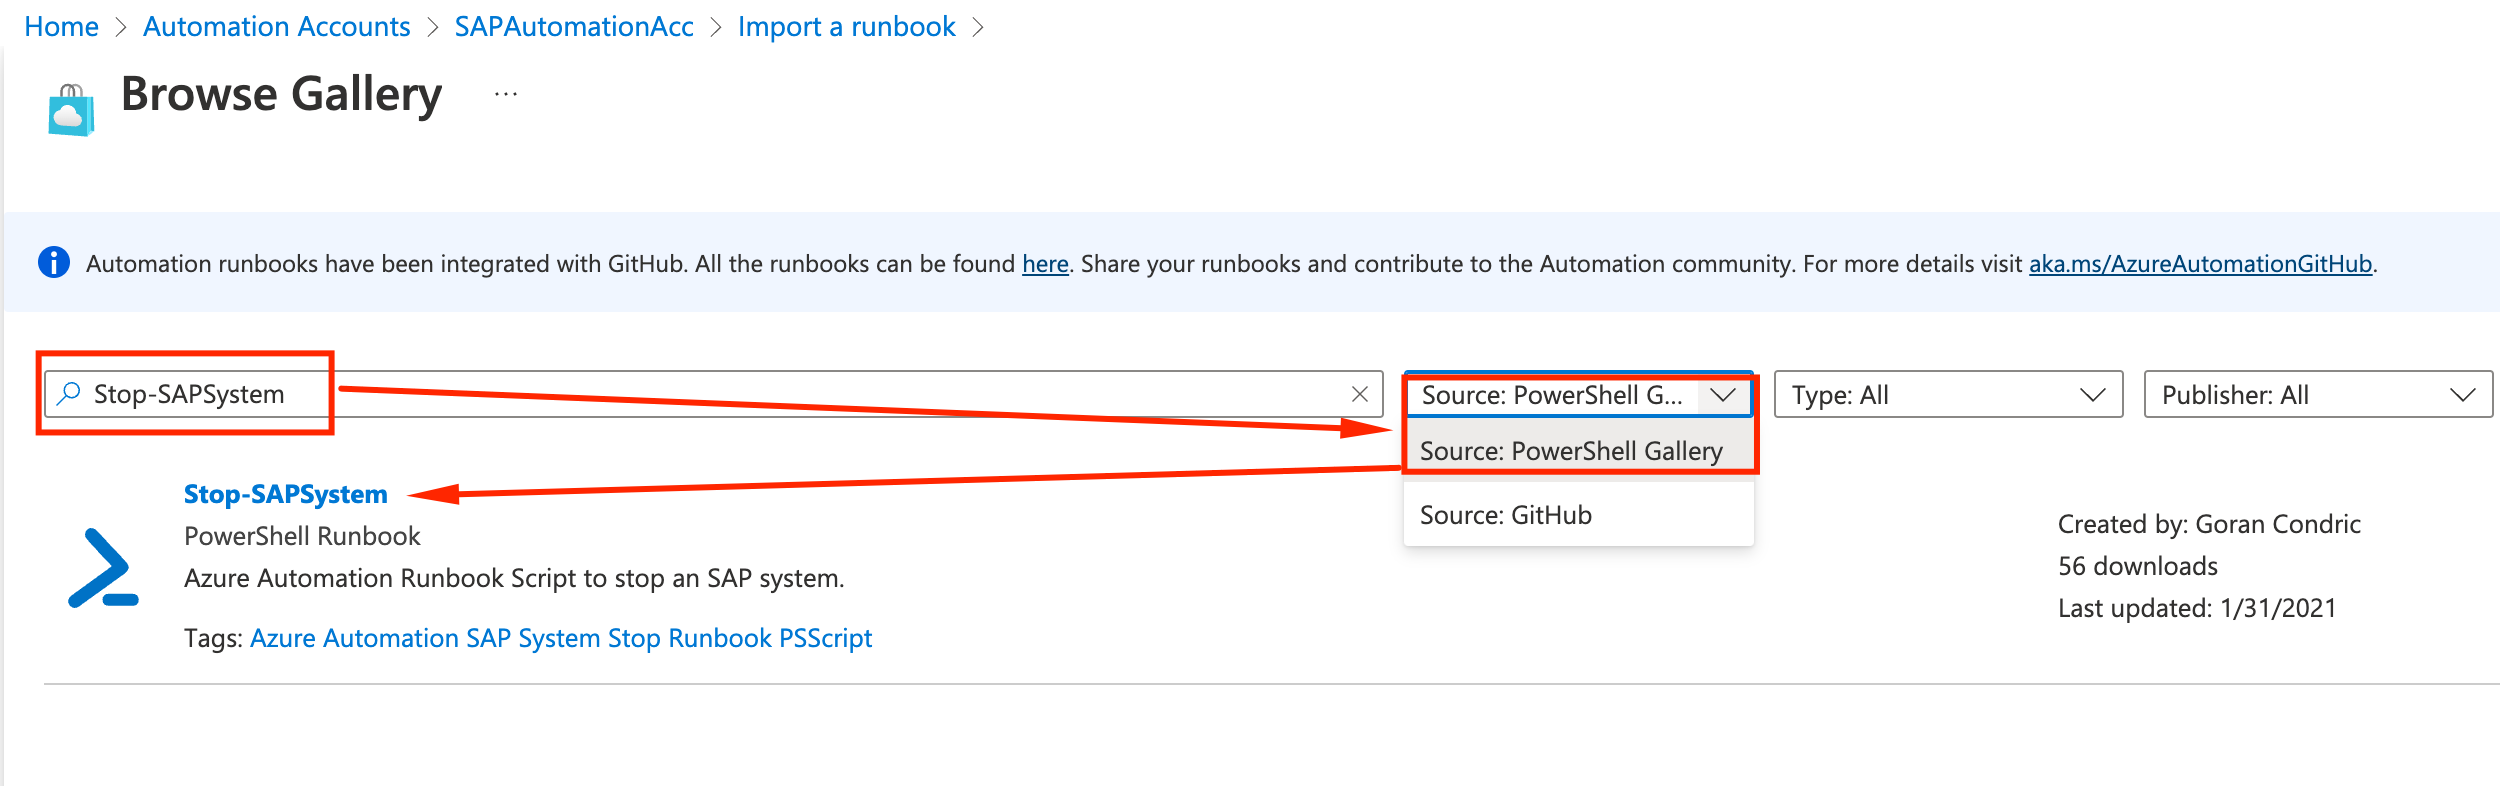 Home > Automation Accounts > SAPAutomationAcc > Import a runbook >
Browse Gallery ...
Automation runbooks have been integrated with GitHub. All the runbooks can be found here. Share your runbooks and contribute to the Automation community. For more details visit aka.ms/AzureAutomationGitHub.
Stop-SAPSystem
Source: PowerShell G...
Type: All
Publisher: All
Source: PowerShell Gallery
Source: GitHub
Stop-SAPSystem
PowerShell Runbook
Azure Automation Runbook Script to stop an SAP system.
Tags: Azure Automation SAP System Stop Runbook PSScript
Created by: Goran Condric
56 downloads
Last updated: 1/31/2021